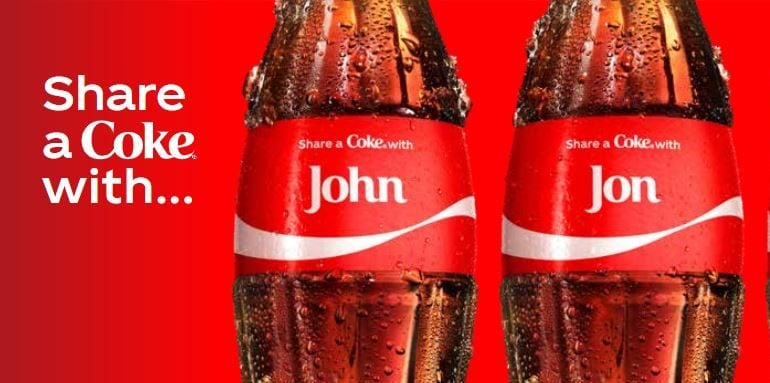 Share
a Coke
with...
Share a Coke with
John
Share a Coke with
Jon